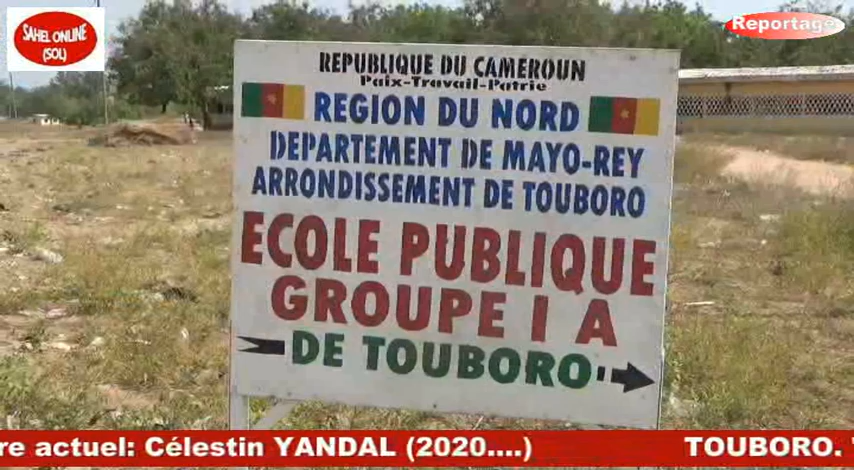 SAHEL ONLINE
(SOL)
Reportage
REPUBLIQUE DU CAMEROUN
Paix-Travail-Patrie
REGION DU NORD
DEPARTEMENT DE MAYO-REY
ARRONDISSEMENT DE TOUBORO
ECOLE PUBLIQUE
GROUPE I A
DE TOUBORO
re actuel: Célestin YANDAL (2020....) TOUBORO.